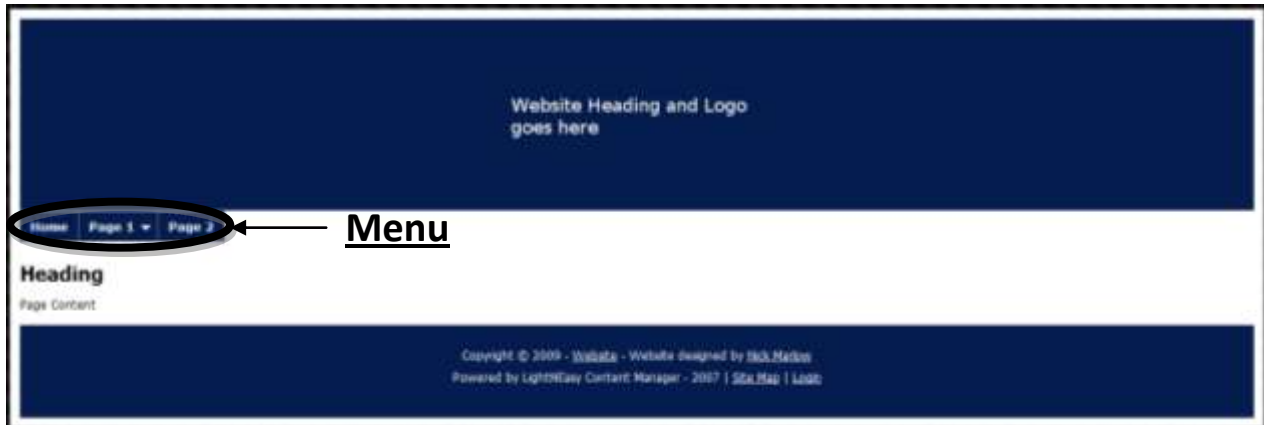 Website Heading and Logo
goes here
Home Page 1 Page 2
Menu
Heading
Page Content
Copyright © 2009 - Website - Website designed by Nick Marlow
Powered by LightNEasy Content Manager - 2007 | Site Map | Login